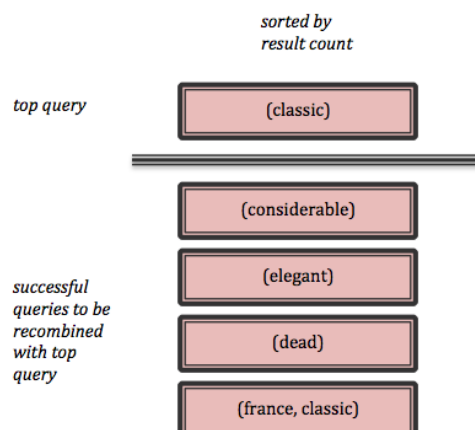 sorted by
result count
top query
(classic)
(considerable)
(elegant)
successful
queries to be
recombined
with top
query
(dead)
(france, classic)